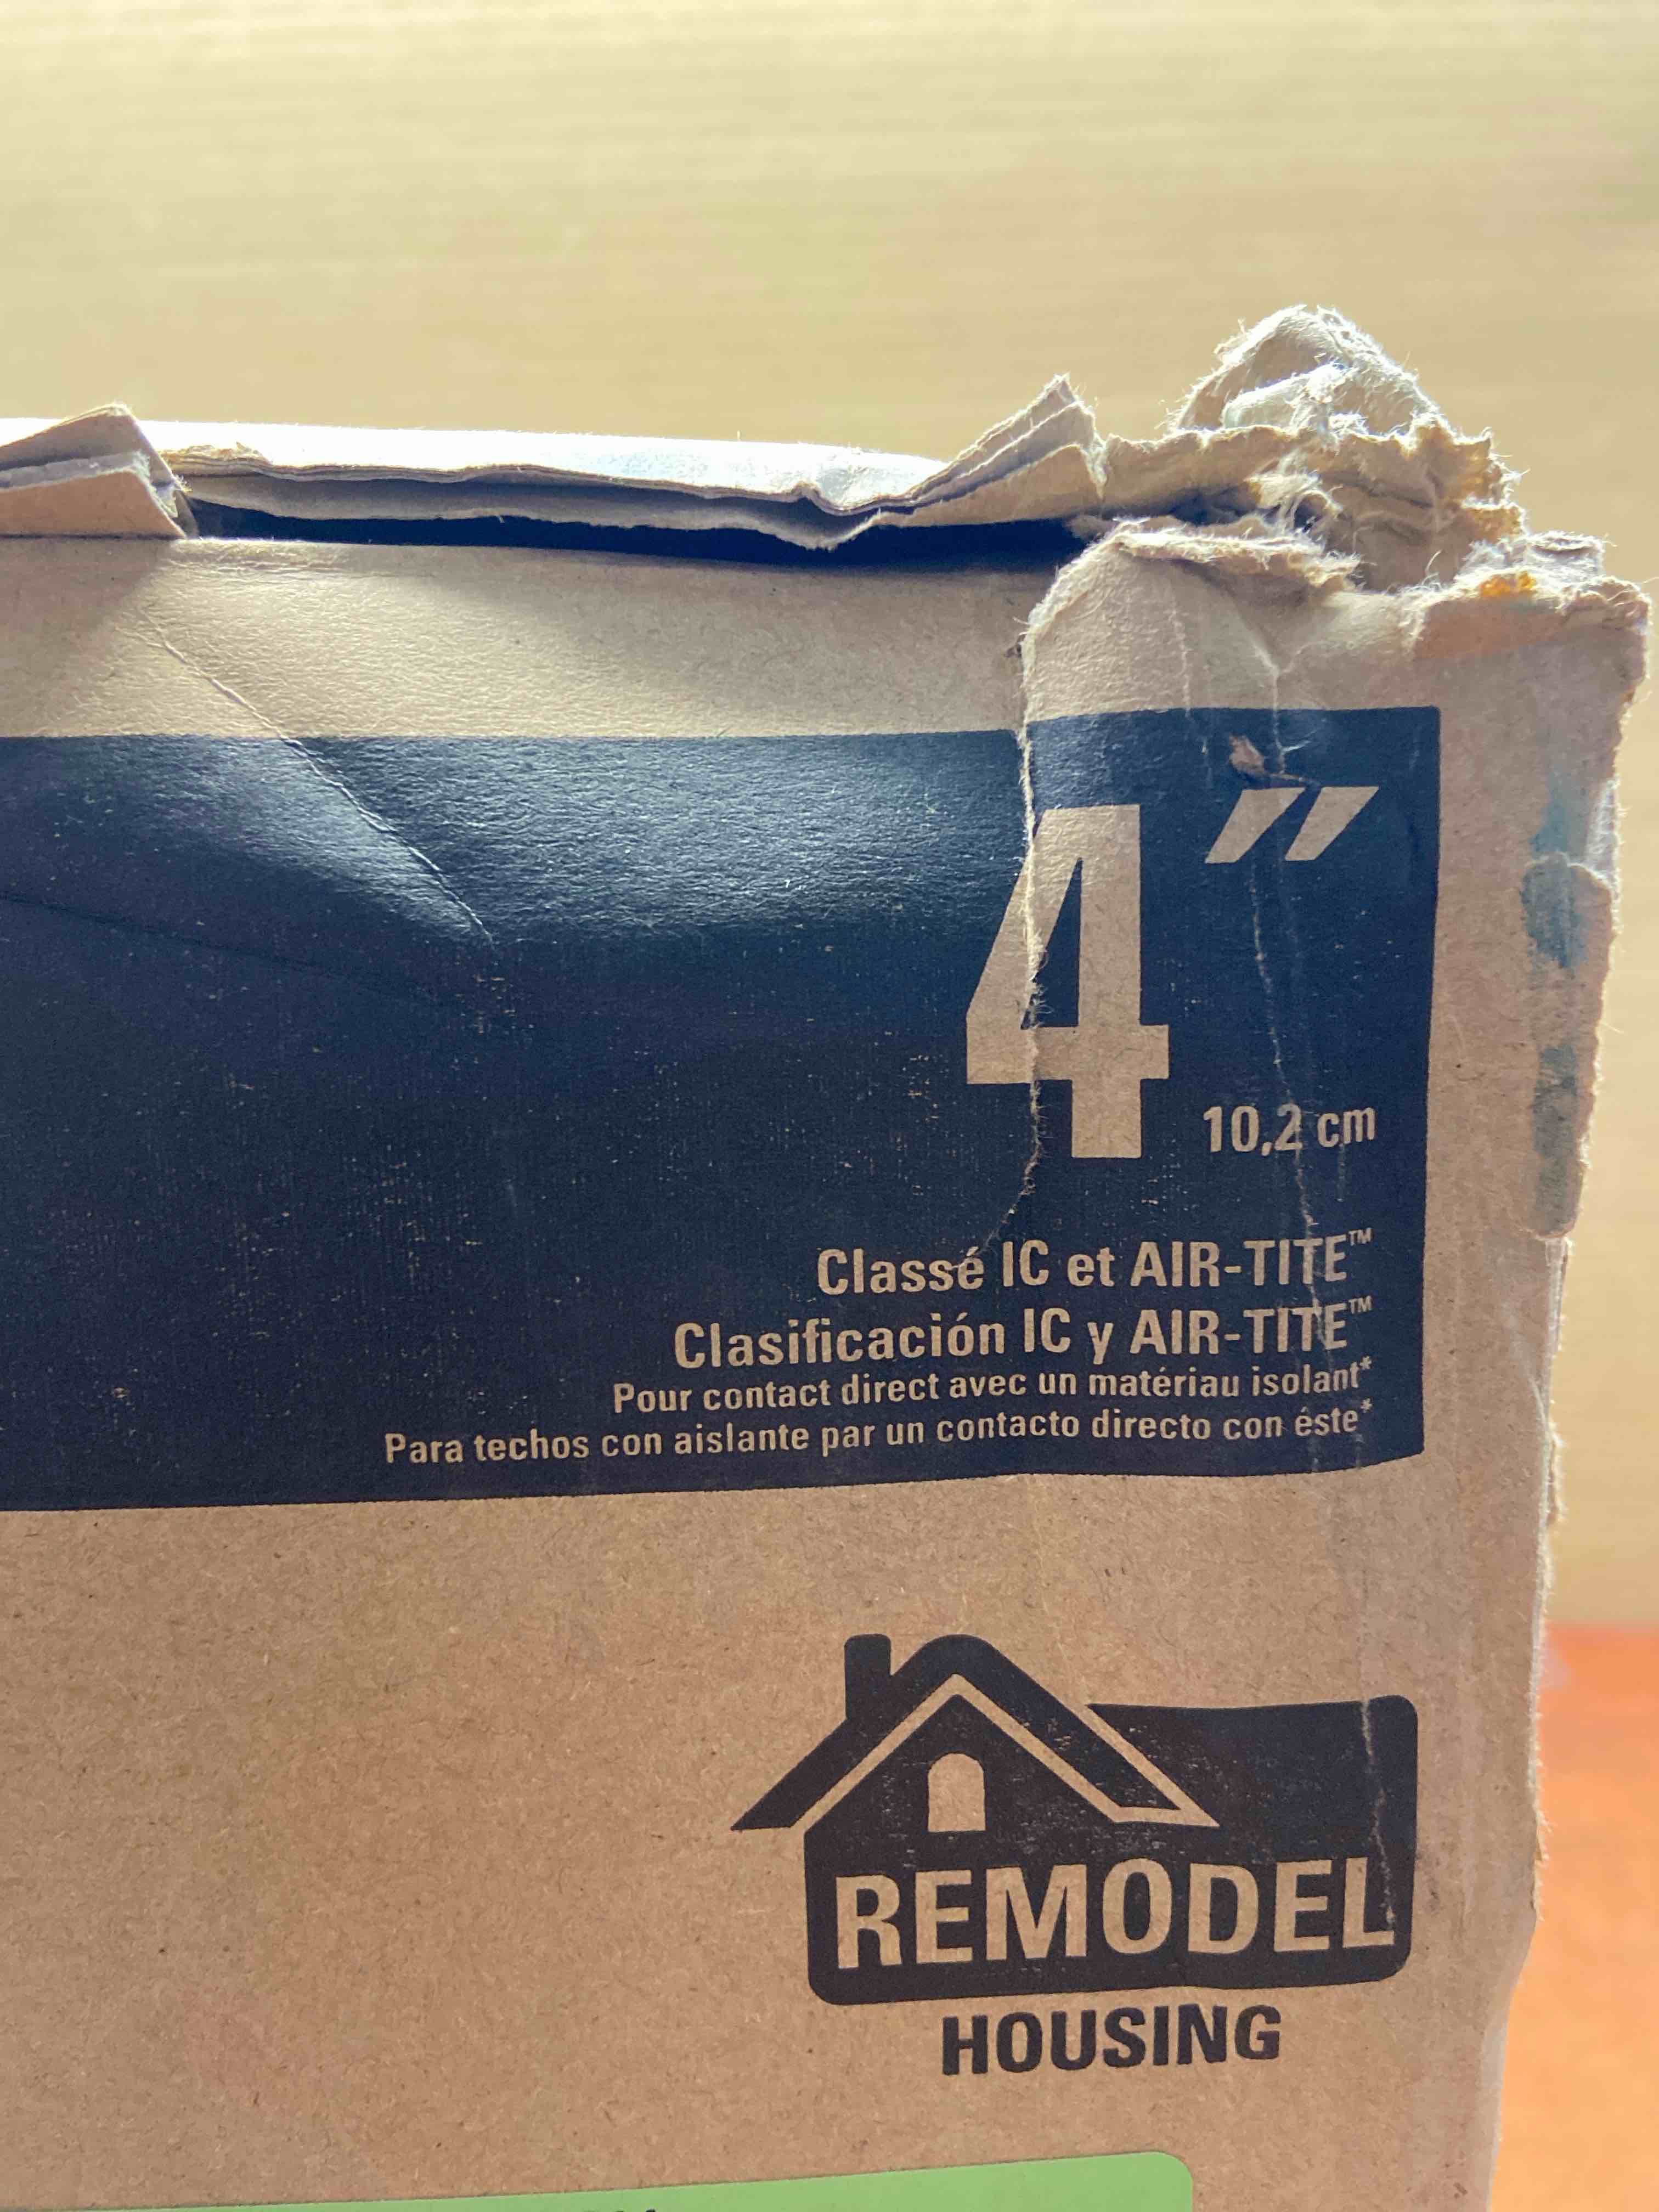 4"
10,2 cm
Classé IC et AIR-TITE™
Clasificación IC y AIR-TITE™
Pour contact direct avec un matériau isolant*
Para techos con aislante par un contacto directo con éste*
REMODEL
HOUSING